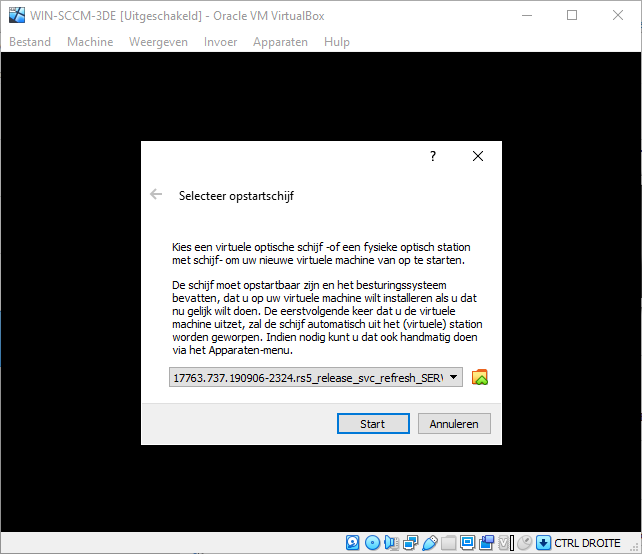 WIN-SCCM-3DE [Uitgeschakeld] - Oracle VM VirtualBox
Bestand Machine Weergeven Invoer Apparaten Hulp
?
Selecteer opstartschijf
Kies een virtuele optische schijf -of een fysieke optisch station
met schijf- om uw nieuwe virtuele machine van op te starten.
De schijf moet opstartbaar zijn en het besturingssysteem
bevatten, dat u op uw virtuele machine wilt installeren als u dat
nu gelijk wilt doen. De eerstvolgende keer dat u de virtuele
machine uitzet, zal de schijf automatisch uit het (virtuele) station
worden geworpen. Indien nodig kunt u dat ook handmatig doen
via het Apparaten-menu.
17763.737.190906-2324.rs5_release_svc_refresh_SERV
Start Annuleren
CTRL DROITE